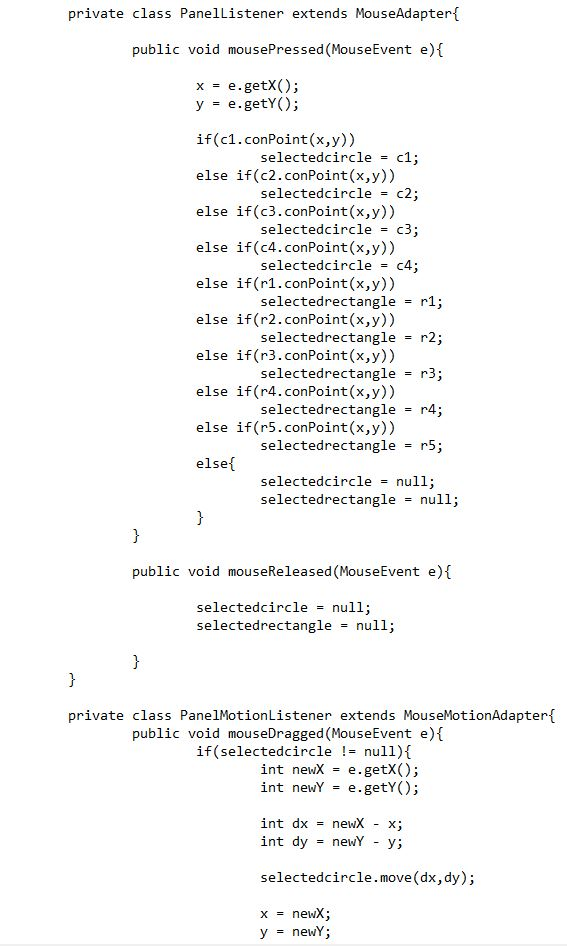 private class PanelListener extends MouseAdapter{
public void mousePressed(MouseEvent e){
x = e.getX();
y = e.getY();
if(c1.conPoint(x,y))
selectedcircle = c1;
else if(c2.conPoint(x,y))
selectedcircle = c2;
else if(c3.conPoint(x,y))
selectedcircle = c3;
else if(c4.conPoint(x,y))
selectedcircle = c4;
else if(r1.conPoint(x,y))
selectedrectangle = r1;
else if(r2.conPoint(x,y))
selectedrectangle = r2;
else if(r3.conPoint(x,y))
selectedrectangle = r3;
else if(r4.conPoint(x,y))
selectedrectangle = r4;
else if(r5.conPoint(x,y))
selectedrectangle = r5;
else{
selectedcircle = null;
selectedrectangle = null;
}
}
public void mouseReleased(MouseEvent e){
selectedcircle = null;
selectedrectangle = null;
}
}
private class PanelMotionListener extends MouseMotionAdapter{
public void mouseDragged(MouseEvent e){
if(selectedcircle != null){
int newX = e.getX();
int newY = e.getY();
int dx = newX - x;
int dy = newY - y;
selectedcircle.move(dx,dy);
x = newX;
y = newY;